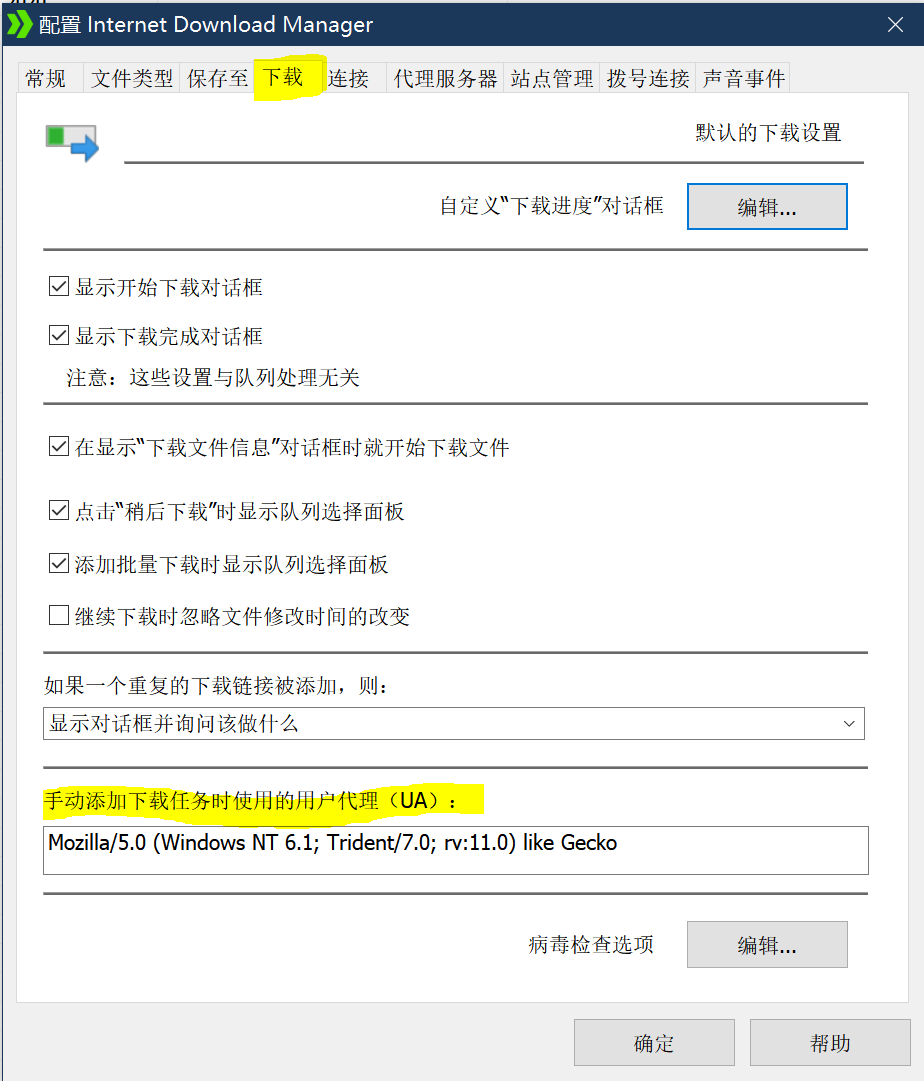 配置 Internet Download Manager
常规 文件类型 保存至 下载 连接 代理服务器 站点管理 拨号连接 声音事件
默认的下载设置
自定义“下载进度”对话框 编辑...
显示开始下载对话框
显示下载完成对话框
注意：这些设置与队列处理无关
在显示“下载文件信息”对话框时就开始下载文件
点击“稍后下载”时显示队列选择面板
添加批量下载时显示队列选择面板
继续下载时忽略文件修改时间的改变
如果一个重复的下载链接被添加，则：
显示对话框并询问该做什么
手动添加下载任务时使用的用户代理（UA）：
Mozilla/5.0 (Windows NT 6.1; Trident/7.0; rv:11.0) like Gecko
病毒检查选项 编辑...
确定 帮助